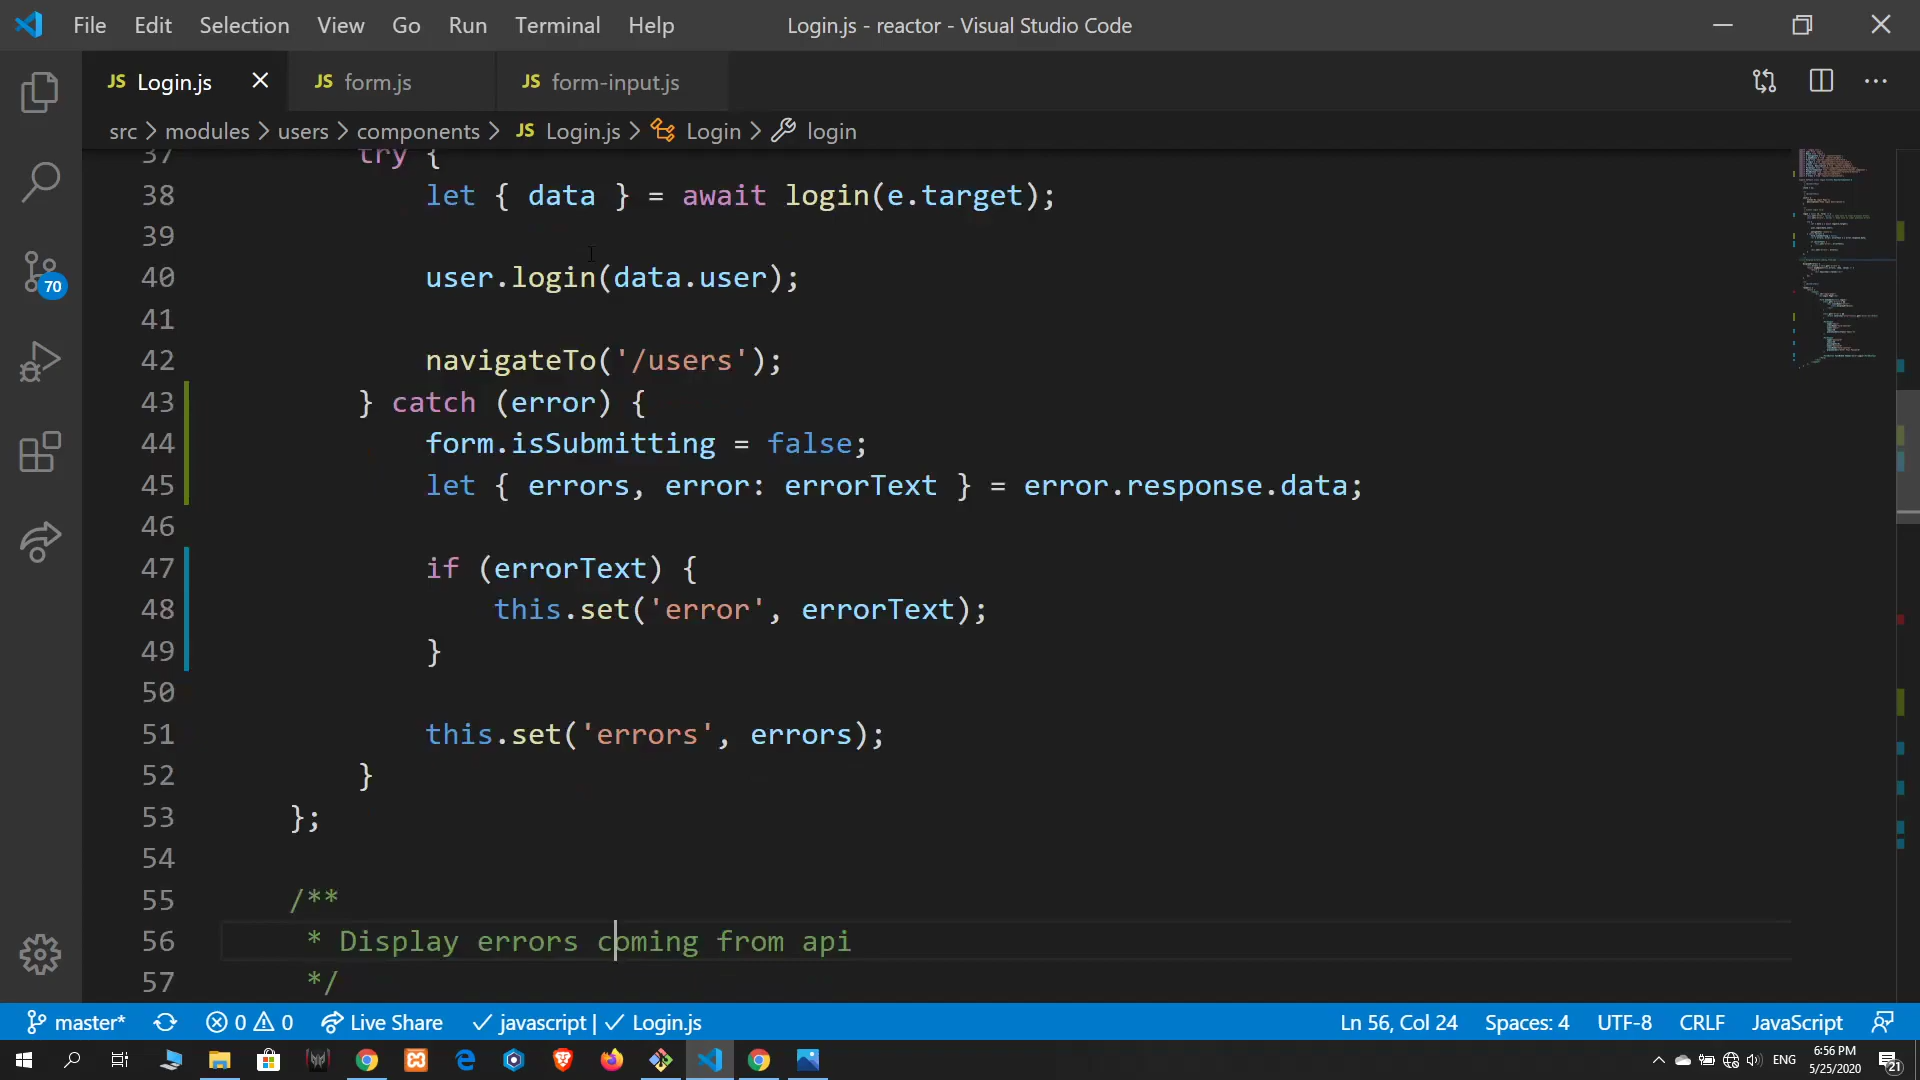 File Edit Selection View Go Run Terminal Help Login.js - reactor - Visual Studio Code
JS Login.js JS form.js JS form-input.js
src > modules > users > components > JS Login.js > Login > login
37 try {
38 let { data } = await login(e.target);
39
40 user.login(data.user);
41
42 navigateTo('/users');
43 } catch (error) {
44 form.isSubmitting = false;
45 let { errors, error: errorText } = error.response.data;
46
47 if (errorText) {
48 this.set('error', errorText);
49 }
50
51 this.set('errors', errors);
52 }
53 };
54
55 /**
56 * Display errors coming from api
57 */
70
master* 0 0 Live Share javascript | Login.js Ln 56, Col 24 Spaces: 4 UTF-8 CRLF JavaScript
ENG 6:56 PM
5/25/2020 21